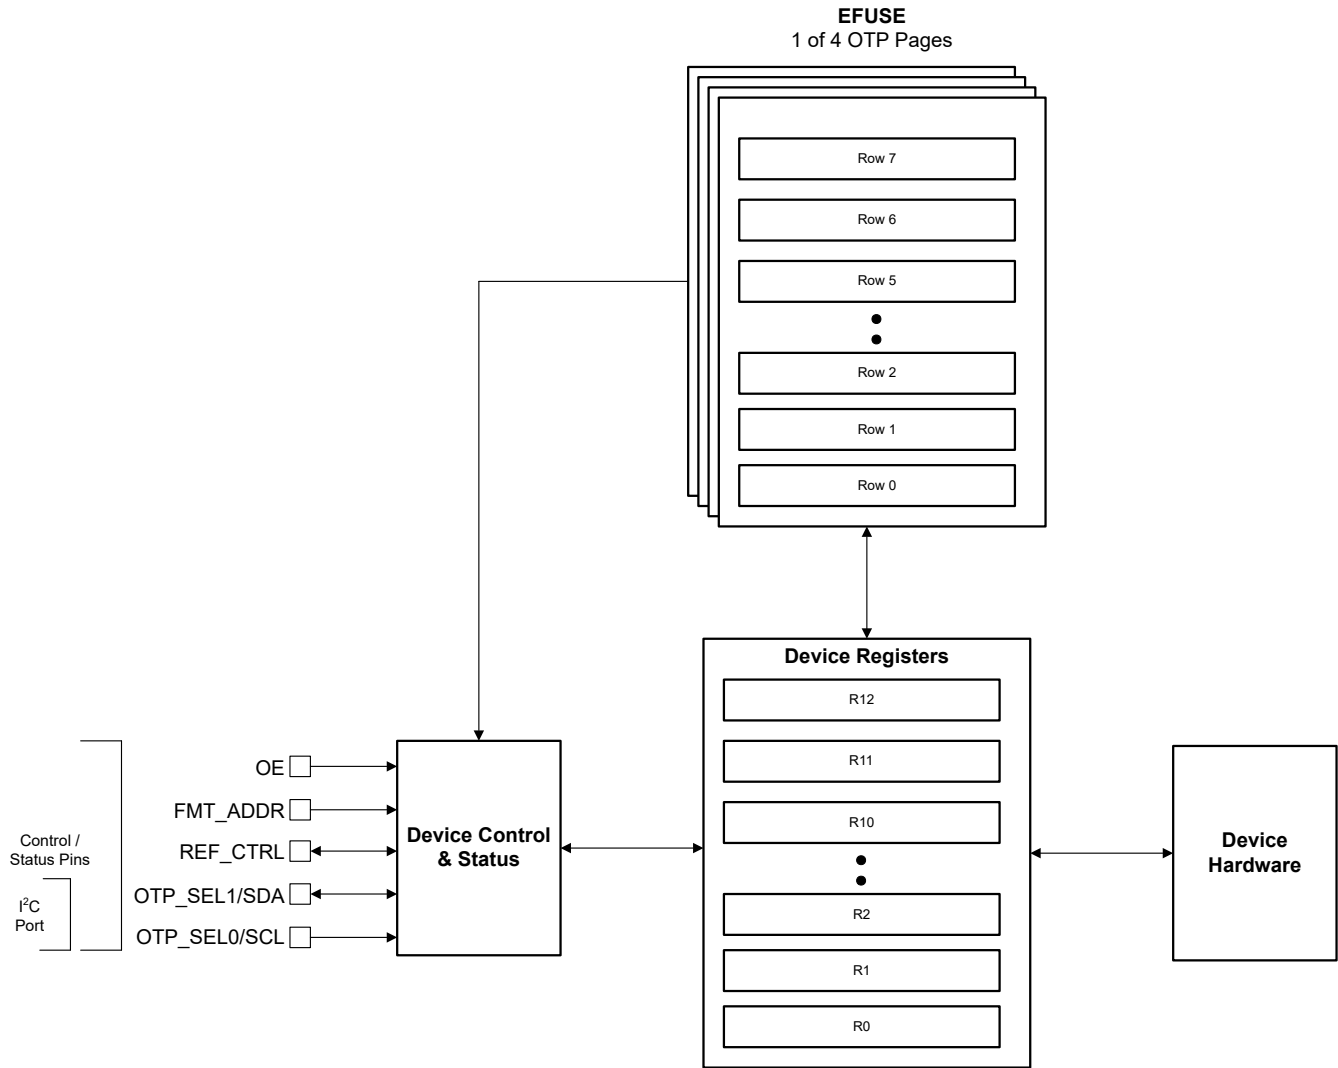 EFUSE
1 of 4 OTP Pages
Row 7
Row 6
Row 5
Row 2
Row 1
Row 0
Device Registers
R12
R11
R10
R2
R1
R0
Control /
Status Pins
I²C
Port
OE
FMT_ADDR
REF_CTRL
OTP_SEL1/SDA
OTP_SEL0/SCL
Device Control
& Status
Device
Hardware